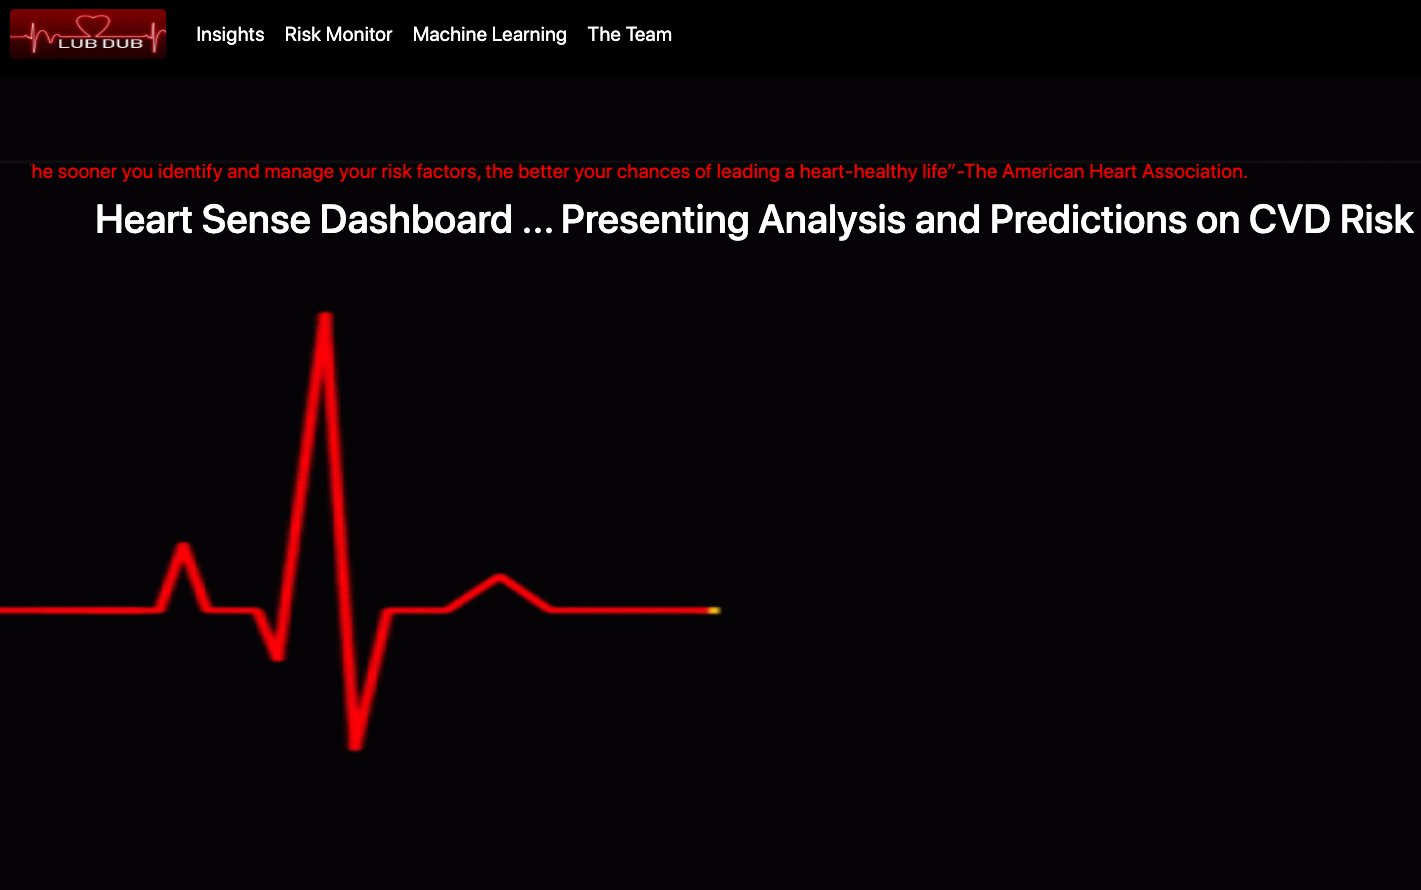 LUB DUB
Insights Risk Monitor Machine Learning The Team
he sooner you identify and manage your risk factors, the better your chances of leading a heart-healthy life”-The American Heart Association.
Heart Sense Dashboard ... Presenting Analysis and Predictions on CVD Risk